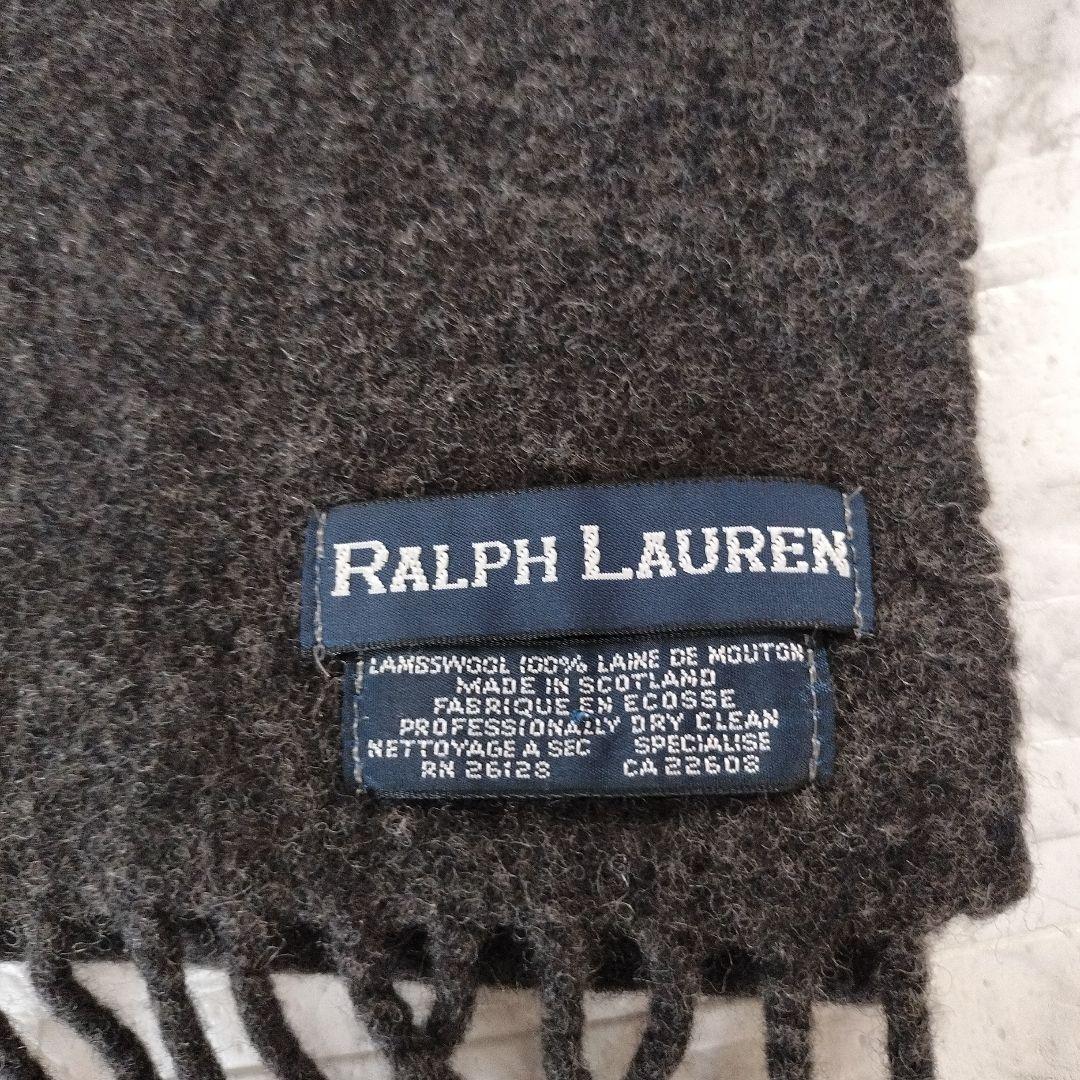 RALPH LAUREN
LAMBSWOOL 100% LAINE DE MOUTON
MADE IN SCOTLAND
FABRIQUE EN ECOSSE
PROFESSIONALLY DRY CLEAN
NETTOYAGE A SEC SPECIALISE
RN 26128 CA 22608